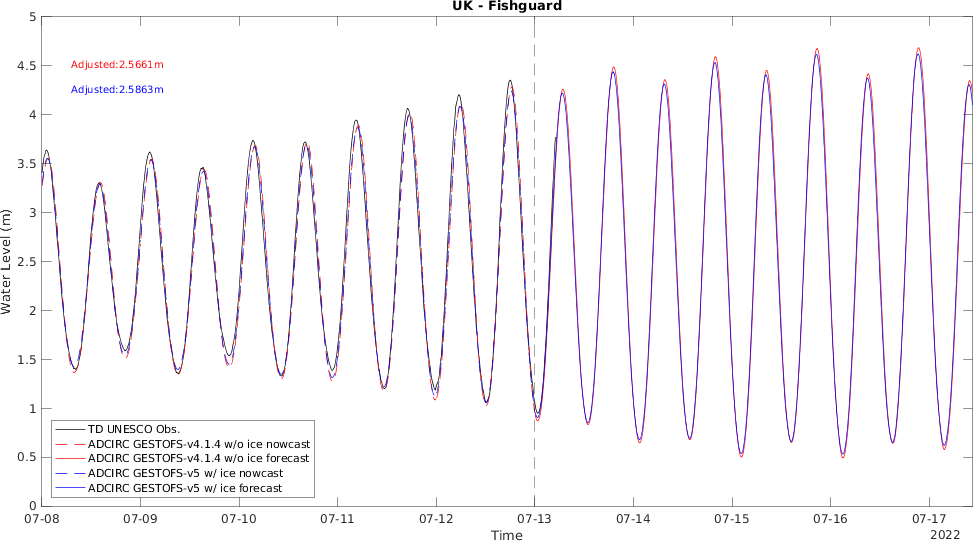 UK - Fishguard
5
4.5
4
3.5
3
2.5
2
1.5
1
0.5
0
Water Level (m)
Adjusted:2.5661m
Adjusted:2.5863m
TD UNESCO Obs.
ADCIRC GESTOFS-v4.1.4 w/o ice nowcast
ADCIRC GESTOFS-v4.1.4 w/o ice forecast
ADCIRC GESTOFS-v5 w/ ice nowcast
ADCIRC GESTOFS-v5 w/ ice forecast
07-08 07-09 07-10 07-11 07-12 07-13 07-14 07-15 07-16 07-17
Time
2022